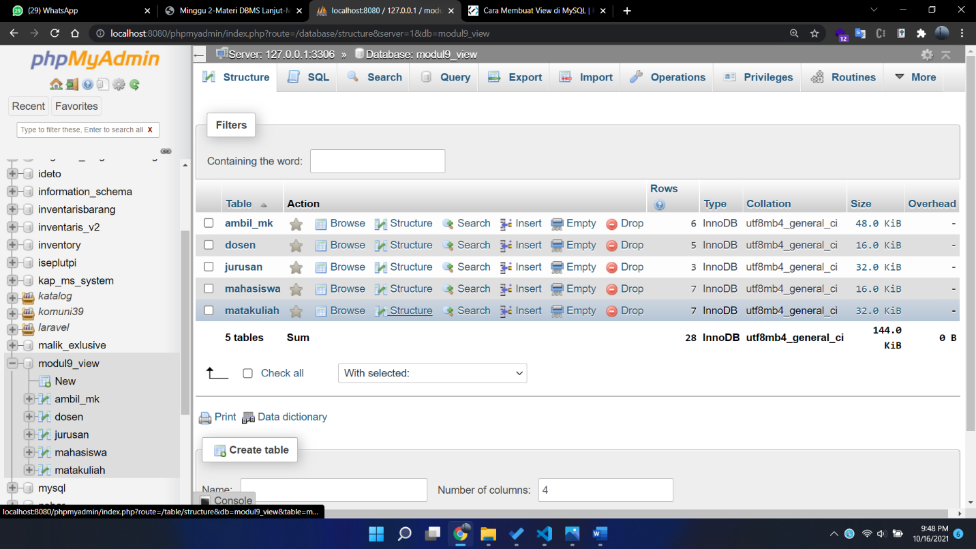 (29) WhatsApp
Minggu 2-Materi DBMS Lanjut-M
localhost:8080 / 127.0.0.1 / modu
Cara Membuat View di MySQL |
localhost:8080/phpmyadmin/index.php?route=/database/structure&server=1&db=modul9_view
12
phpMyAdmin
Recent Favorites
Type to filter these, Enter to search all X
ideto
information_schema
inventarisbarang
inventaris_v2
inventory
iseplutpi
kap_ms_system
katalog
komuni39
laravel
malik_exlusive
modul9_view
New
ambil_mk
dosen
jurusan
mahasiswa
matakuliah
mysql
Server: 127.0.0.1:3306 » Database: modul9_view
Structure SQL Search Query Export Import Operations Privileges Routines More
Filters
Containing the word:
Table Action Rows Type Collation Size Overhead
ambil_mk Browse Structure Search Insert Empty Drop 6 InnoDB utf8mb4_general_ci 48.0 KiB -
dosen Browse Structure Search Insert Empty Drop 5 InnoDB utf8mb4_general_ci 16.0 KiB -
jurusan Browse Structure Search Insert Empty Drop 3 InnoDB utf8mb4_general_ci 32.0 KiB -
mahasiswa Browse Structure Search Insert Empty Drop 7 InnoDB utf8mb4_general_ci 16.0 KiB -
matakuliah Browse Structure Search Insert Empty Drop 7 InnoDB utf8mb4_general_ci 32.0 KiB -
5 tables Sum 28 InnoDB utf8mb4_general_ci 144.0 KiB 0 B
Check all With selected:
Print Data dictionary
Create table
Name: Number of columns: 4
Console
localhost:8080/phpmyadmin/index.php?route=/table/structure&db=modul9_view&table=m...
9:48 PM
10/16/2021